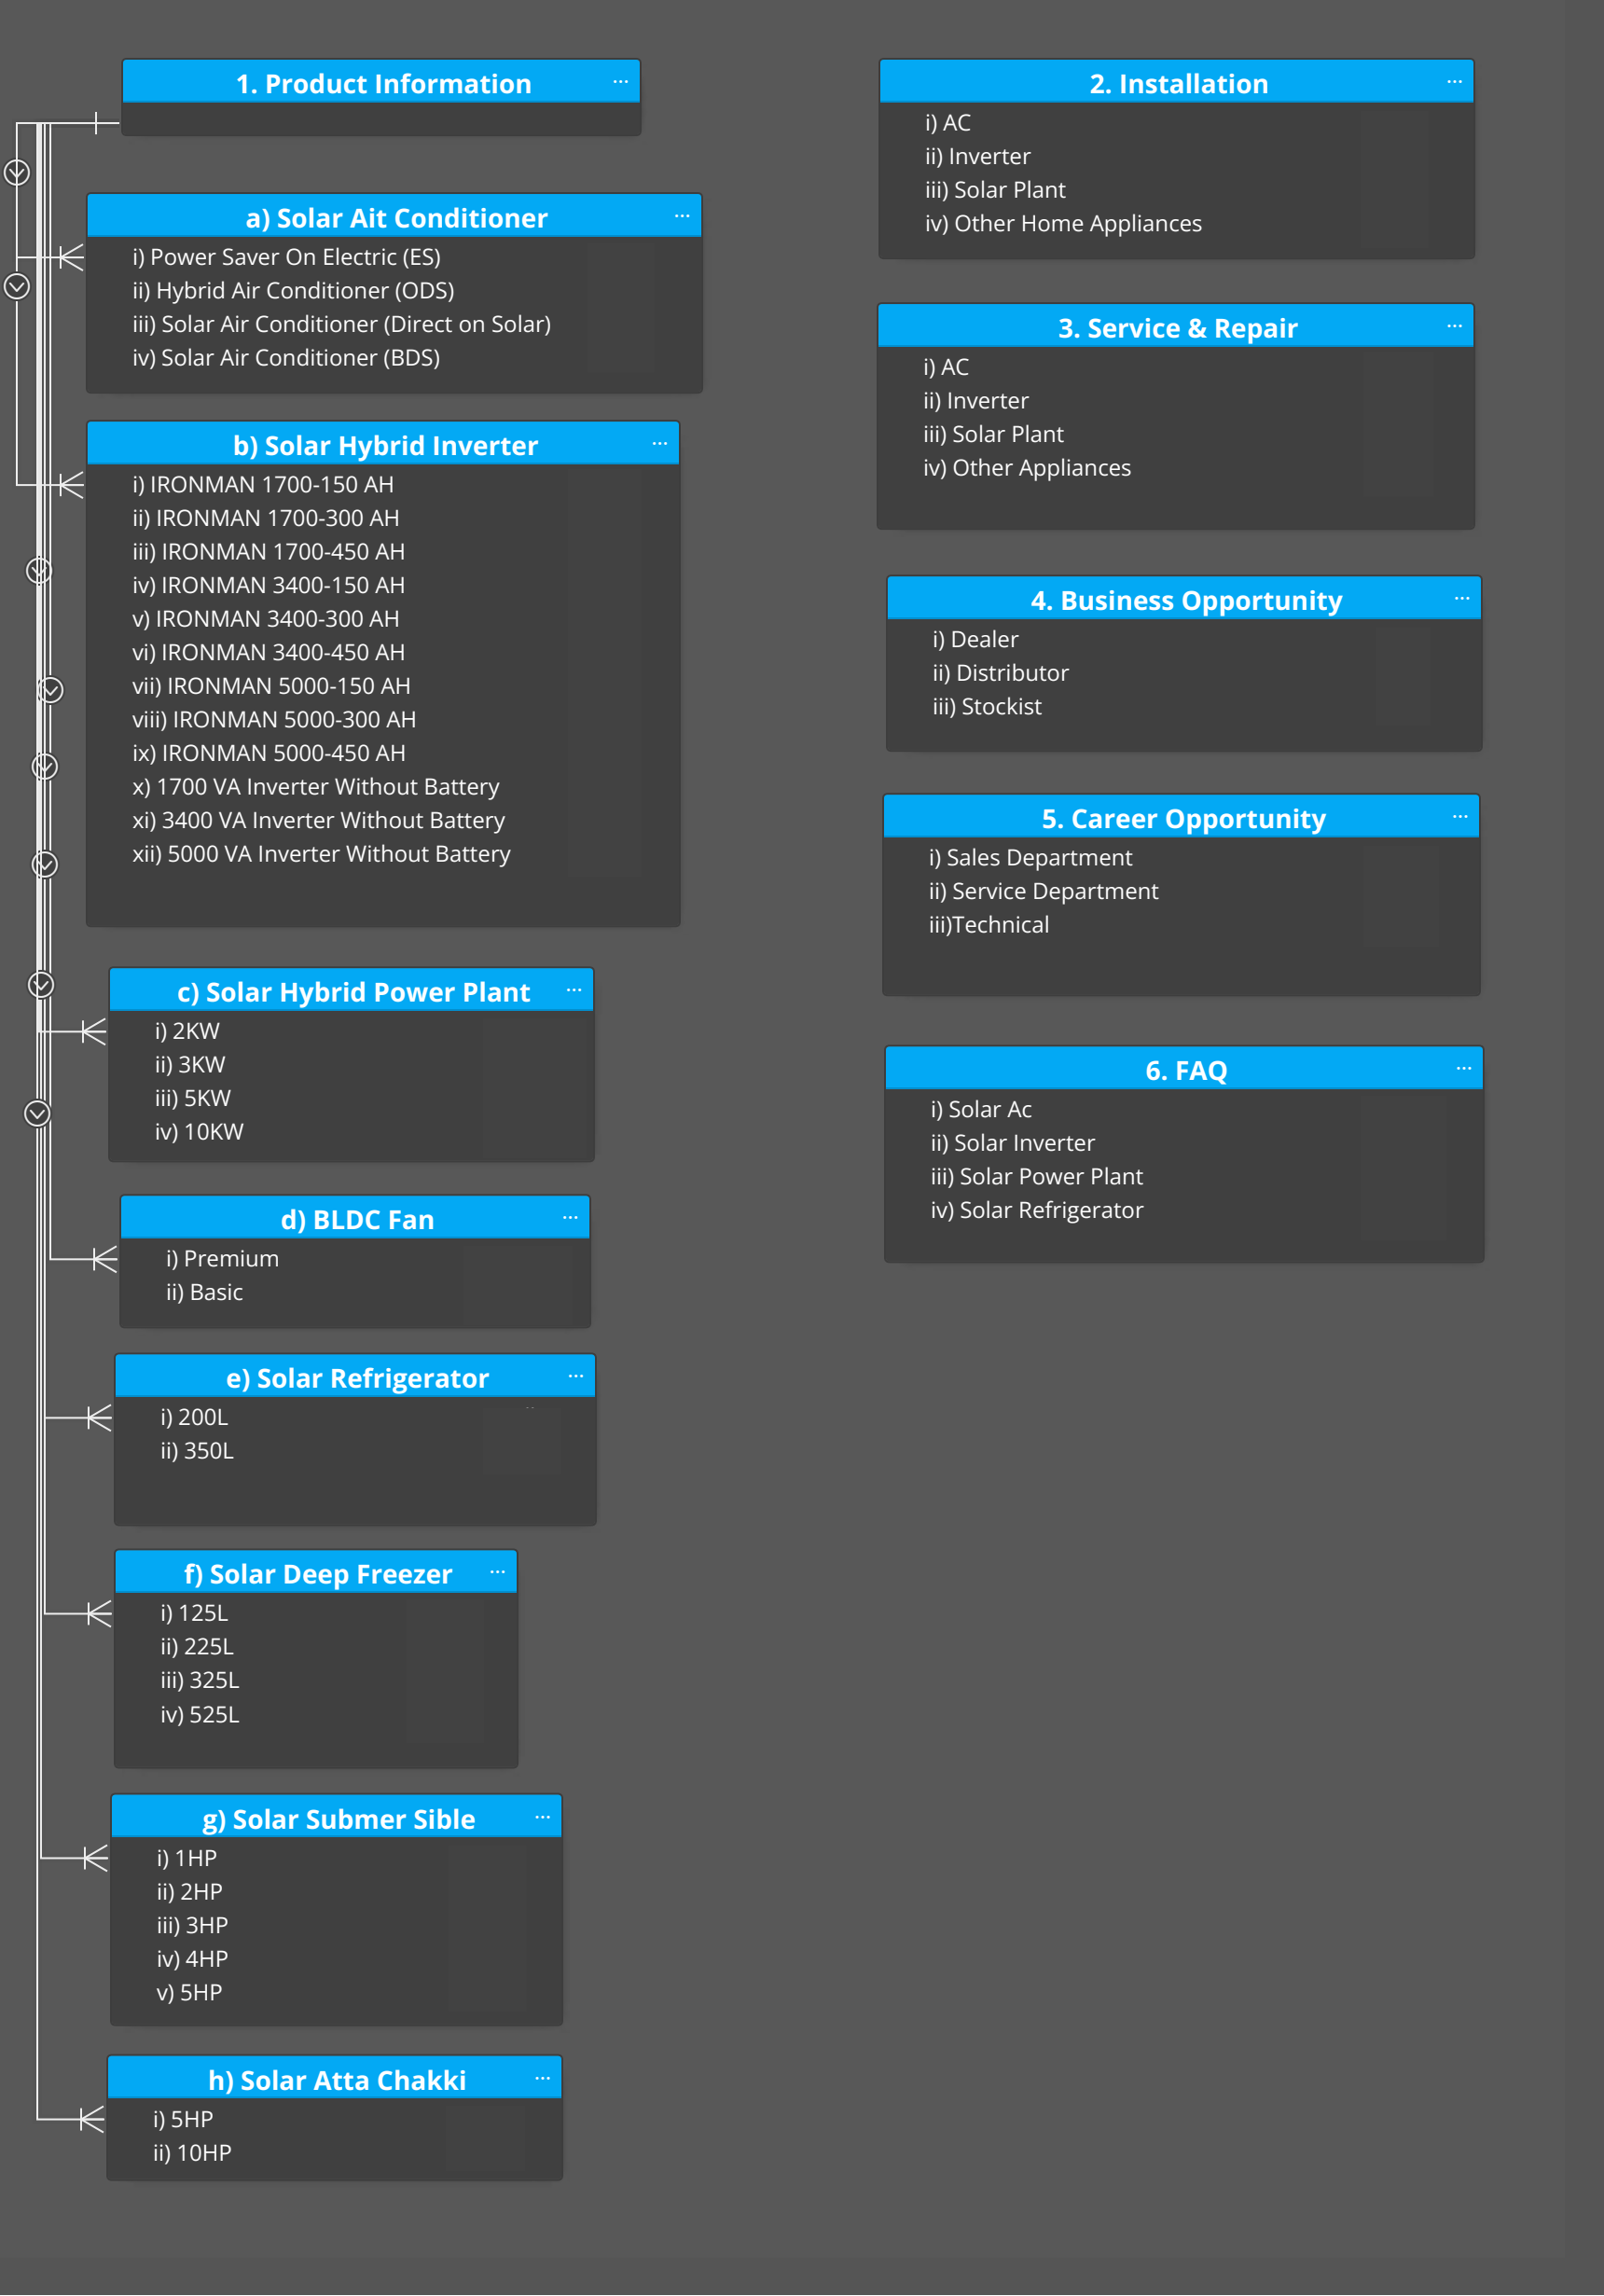 1. Product Information
a) Solar Ait Conditioner
i) Power Saver On Electric (ES)
ii) Hybrid Air Conditioner (ODS)
iii) Solar Air Conditioner (Direct on Solar)
iv) Solar Air Conditioner (BDS)
b) Solar Hybrid Inverter
i) IRONMAN 1700-150 AH
ii) IRONMAN 1700-300 AH
iii) IRONMAN 1700-450 AH
iv) IRONMAN 3400-150 AH
v) IRONMAN 3400-300 AH
vi) IRONMAN 3400-450 AH
vii) IRONMAN 5000-150 AH
viii) IRONMAN 5000-300 AH
ix) IRONMAN 5000-450 AH
x) 1700 VA Inverter Without Battery
xi) 3400 VA Inverter Without Battery
xii) 5000 VA Inverter Without Battery
c) Solar Hybrid Power Plant
i) 2KW
ii) 3KW
iii) 5KW
iv) 10KW
d) BLDC Fan
i) Premium
ii) Basic
e) Solar Refrigerator
i) 200L
ii) 350L
f) Solar Deep Freezer
i) 125L
ii) 225L
iii) 325L
iv) 525L
g) Solar Submer Sible
i) 1HP
ii) 2HP
iii) 3HP
iv) 4HP
v) 5HP
h) Solar Atta Chakki
i) 5HP
ii) 10HP
2. Installation
i) AC
ii) Inverter
iii) Solar Plant
iv) Other Home Appliances
3. Service & Repair
i) AC
ii) Inverter
iii) Solar Plant
iv) Other Appliances
4. Business Opportunity
i) Dealer
ii) Distributor
iii) Stockist
5. Career Opportunity
i) Sales Department
ii) Service Department
iii)Technical
6. FAQ
i) Solar Ac
ii) Solar Inverter
iii) Solar Power Plant
iv) Solar Refrigerator